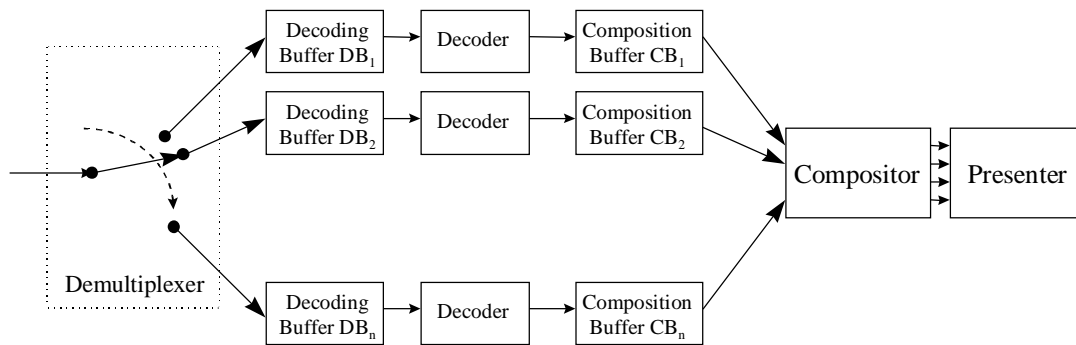 Decoding
Buffer DB₁
Decoder
Composition
Buffer CB₁
Decoding
Buffer DB₂
Decoder
Composition
Buffer CB₂
Compositor
Presenter
Demultiplexer
Decoding
Buffer DBₙ
Decoder
Composition
Buffer CBₙ